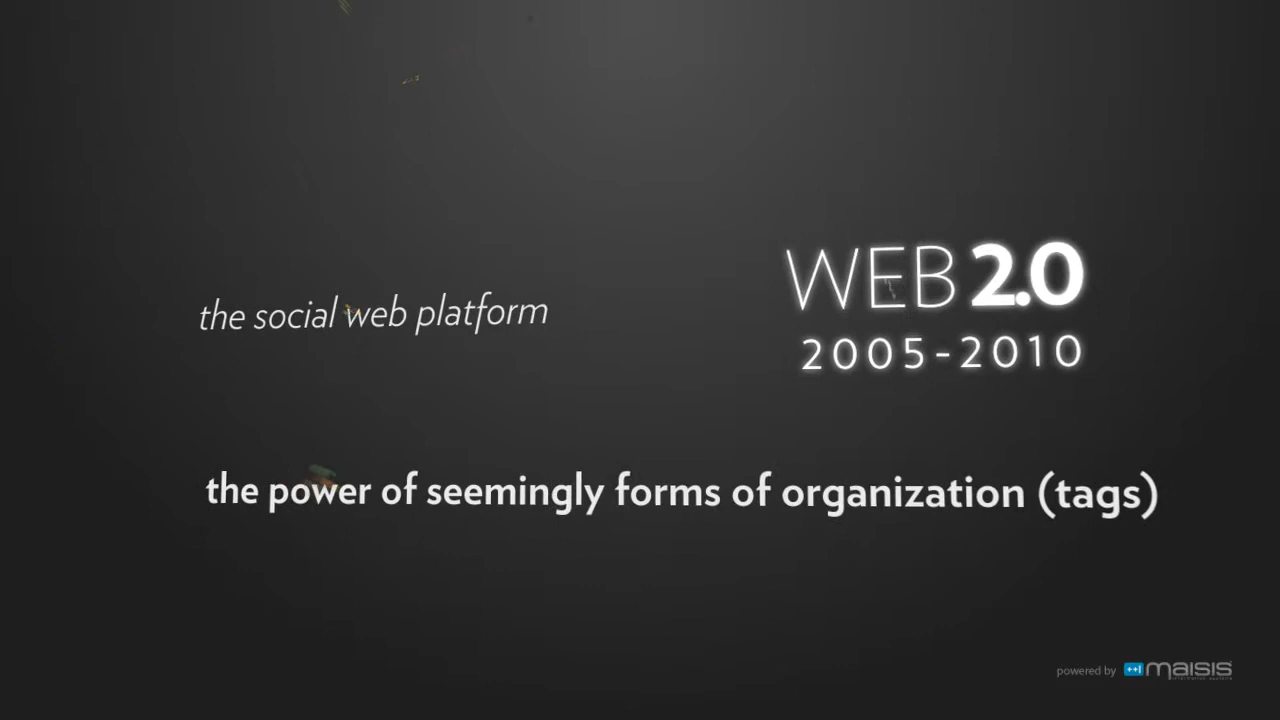 the social web platform
WEB 2.0
2005-2010
the power of seemingly forms of organization (tags)
powered by maisis